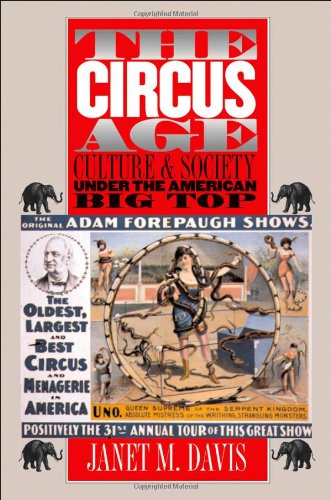 THE
CIRCUS
AGE
CULTURE & SOCIETY
UNDER THE AMERICAN
BIG TOP
THE ORIGINAL ADAM FOREPAUGH SHOWS.
THE
OLDEST,
LARGEST
AND
BEST
CIRCUS
AND
MENAGERIE
IN
AMERICA
UNO. QUEEN SUPREME OF THE SERPENT KINGDOM,
ABSOLUTE MISTRESS OF THE WRITHING, STRANGLING MONSTERS.
POSITIVELY THE 31ST ANNUAL TOUR OF THIS GREAT SHOW
JANET M. DAVIS